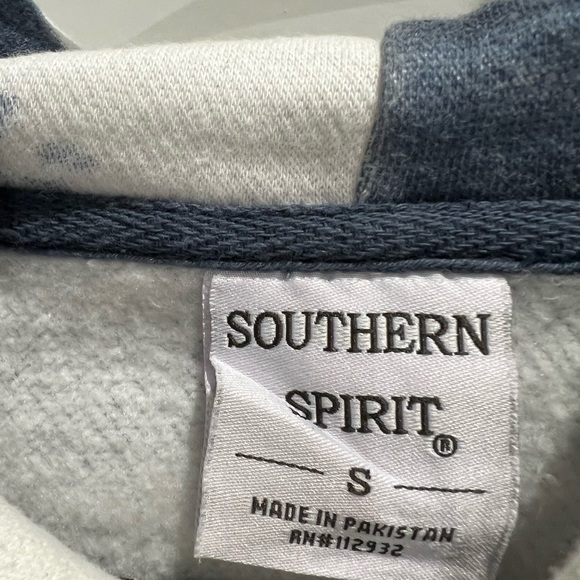 SOUTHERN
SPIRIT®
S
MADE IN PAKISTAN
RN#112932